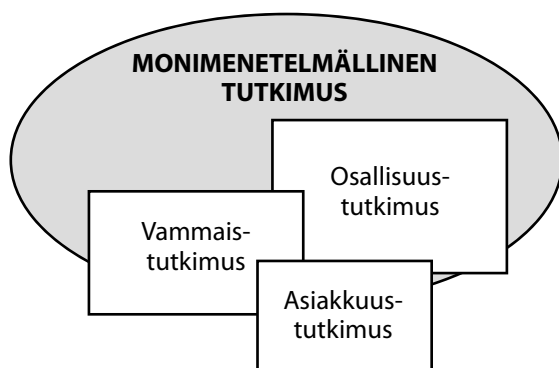 MONIMENETELMÄLLINEN
TUTKIMUS
Osallisuus-
tutkimus
Vammais-
tutkimus
Asiakkuus-
tutkimus